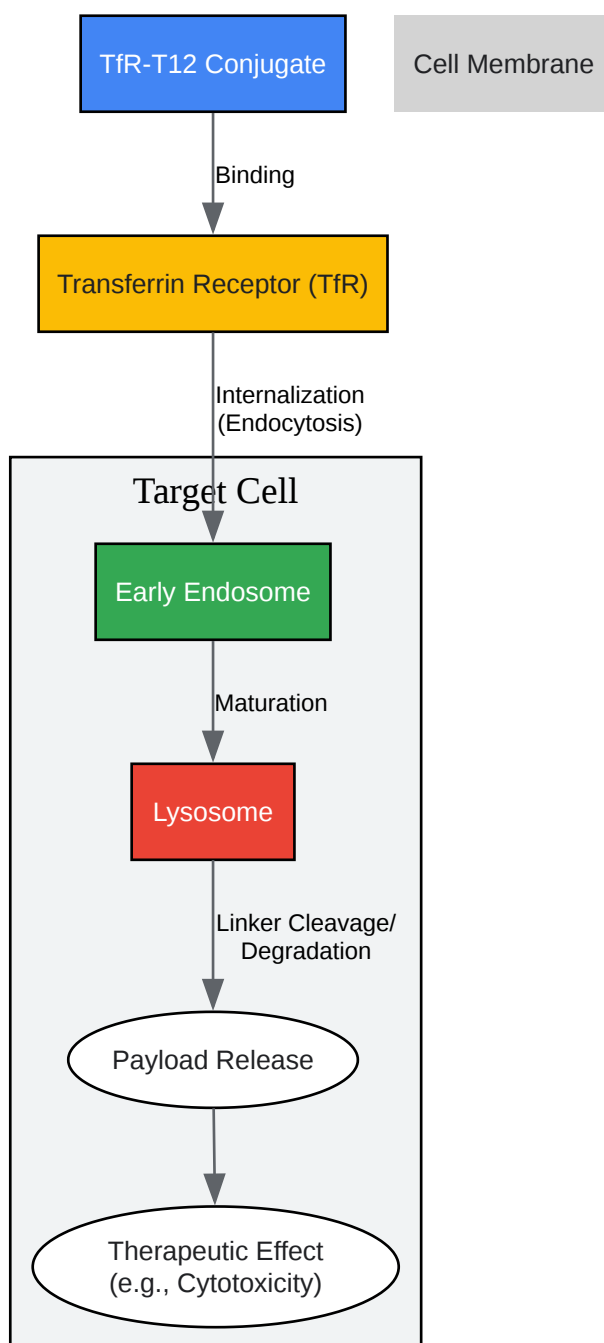 TfR-T12 Conjugate
Cell Membrane
Binding
Transferrin Receptor (TfR)
Internalization
(Endocytosis)
Target Cell
Early Endosome
Maturation
Lysosome
Linker Cleavage/
Degradation
Payload Release
Therapeutic Effect
(e.g., Cytotoxicity)